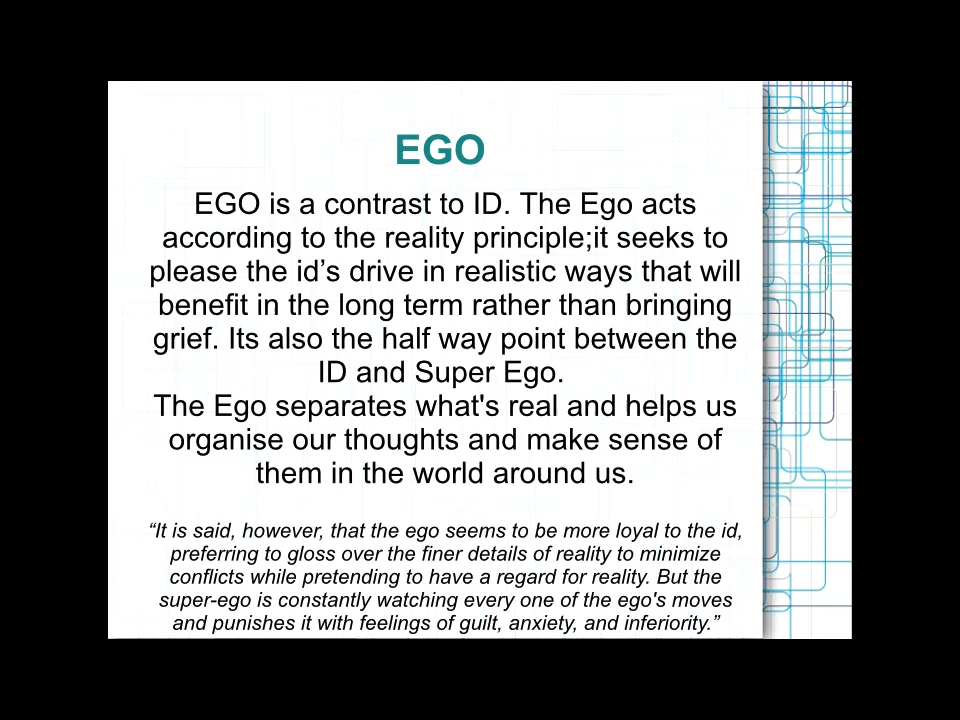 EGO
EGO is a contrast to ID. The Ego acts
according to the reality principle;it seeks to
please the id’s drive in realistic ways that will
benefit in the long term rather than bringing
grief. Its also the half way point between the
ID and Super Ego.
The Ego separates what's real and helps us
organise our thoughts and make sense of
them in the world around us.
“It is said, however, that the ego seems to be more loyal to the id,
preferring to gloss over the finer details of reality to minimize
conflicts while pretending to have a regard for reality. But the
super-ego is constantly watching every one of the ego's moves
and punishes it with feelings of guilt, anxiety, and inferiority.”